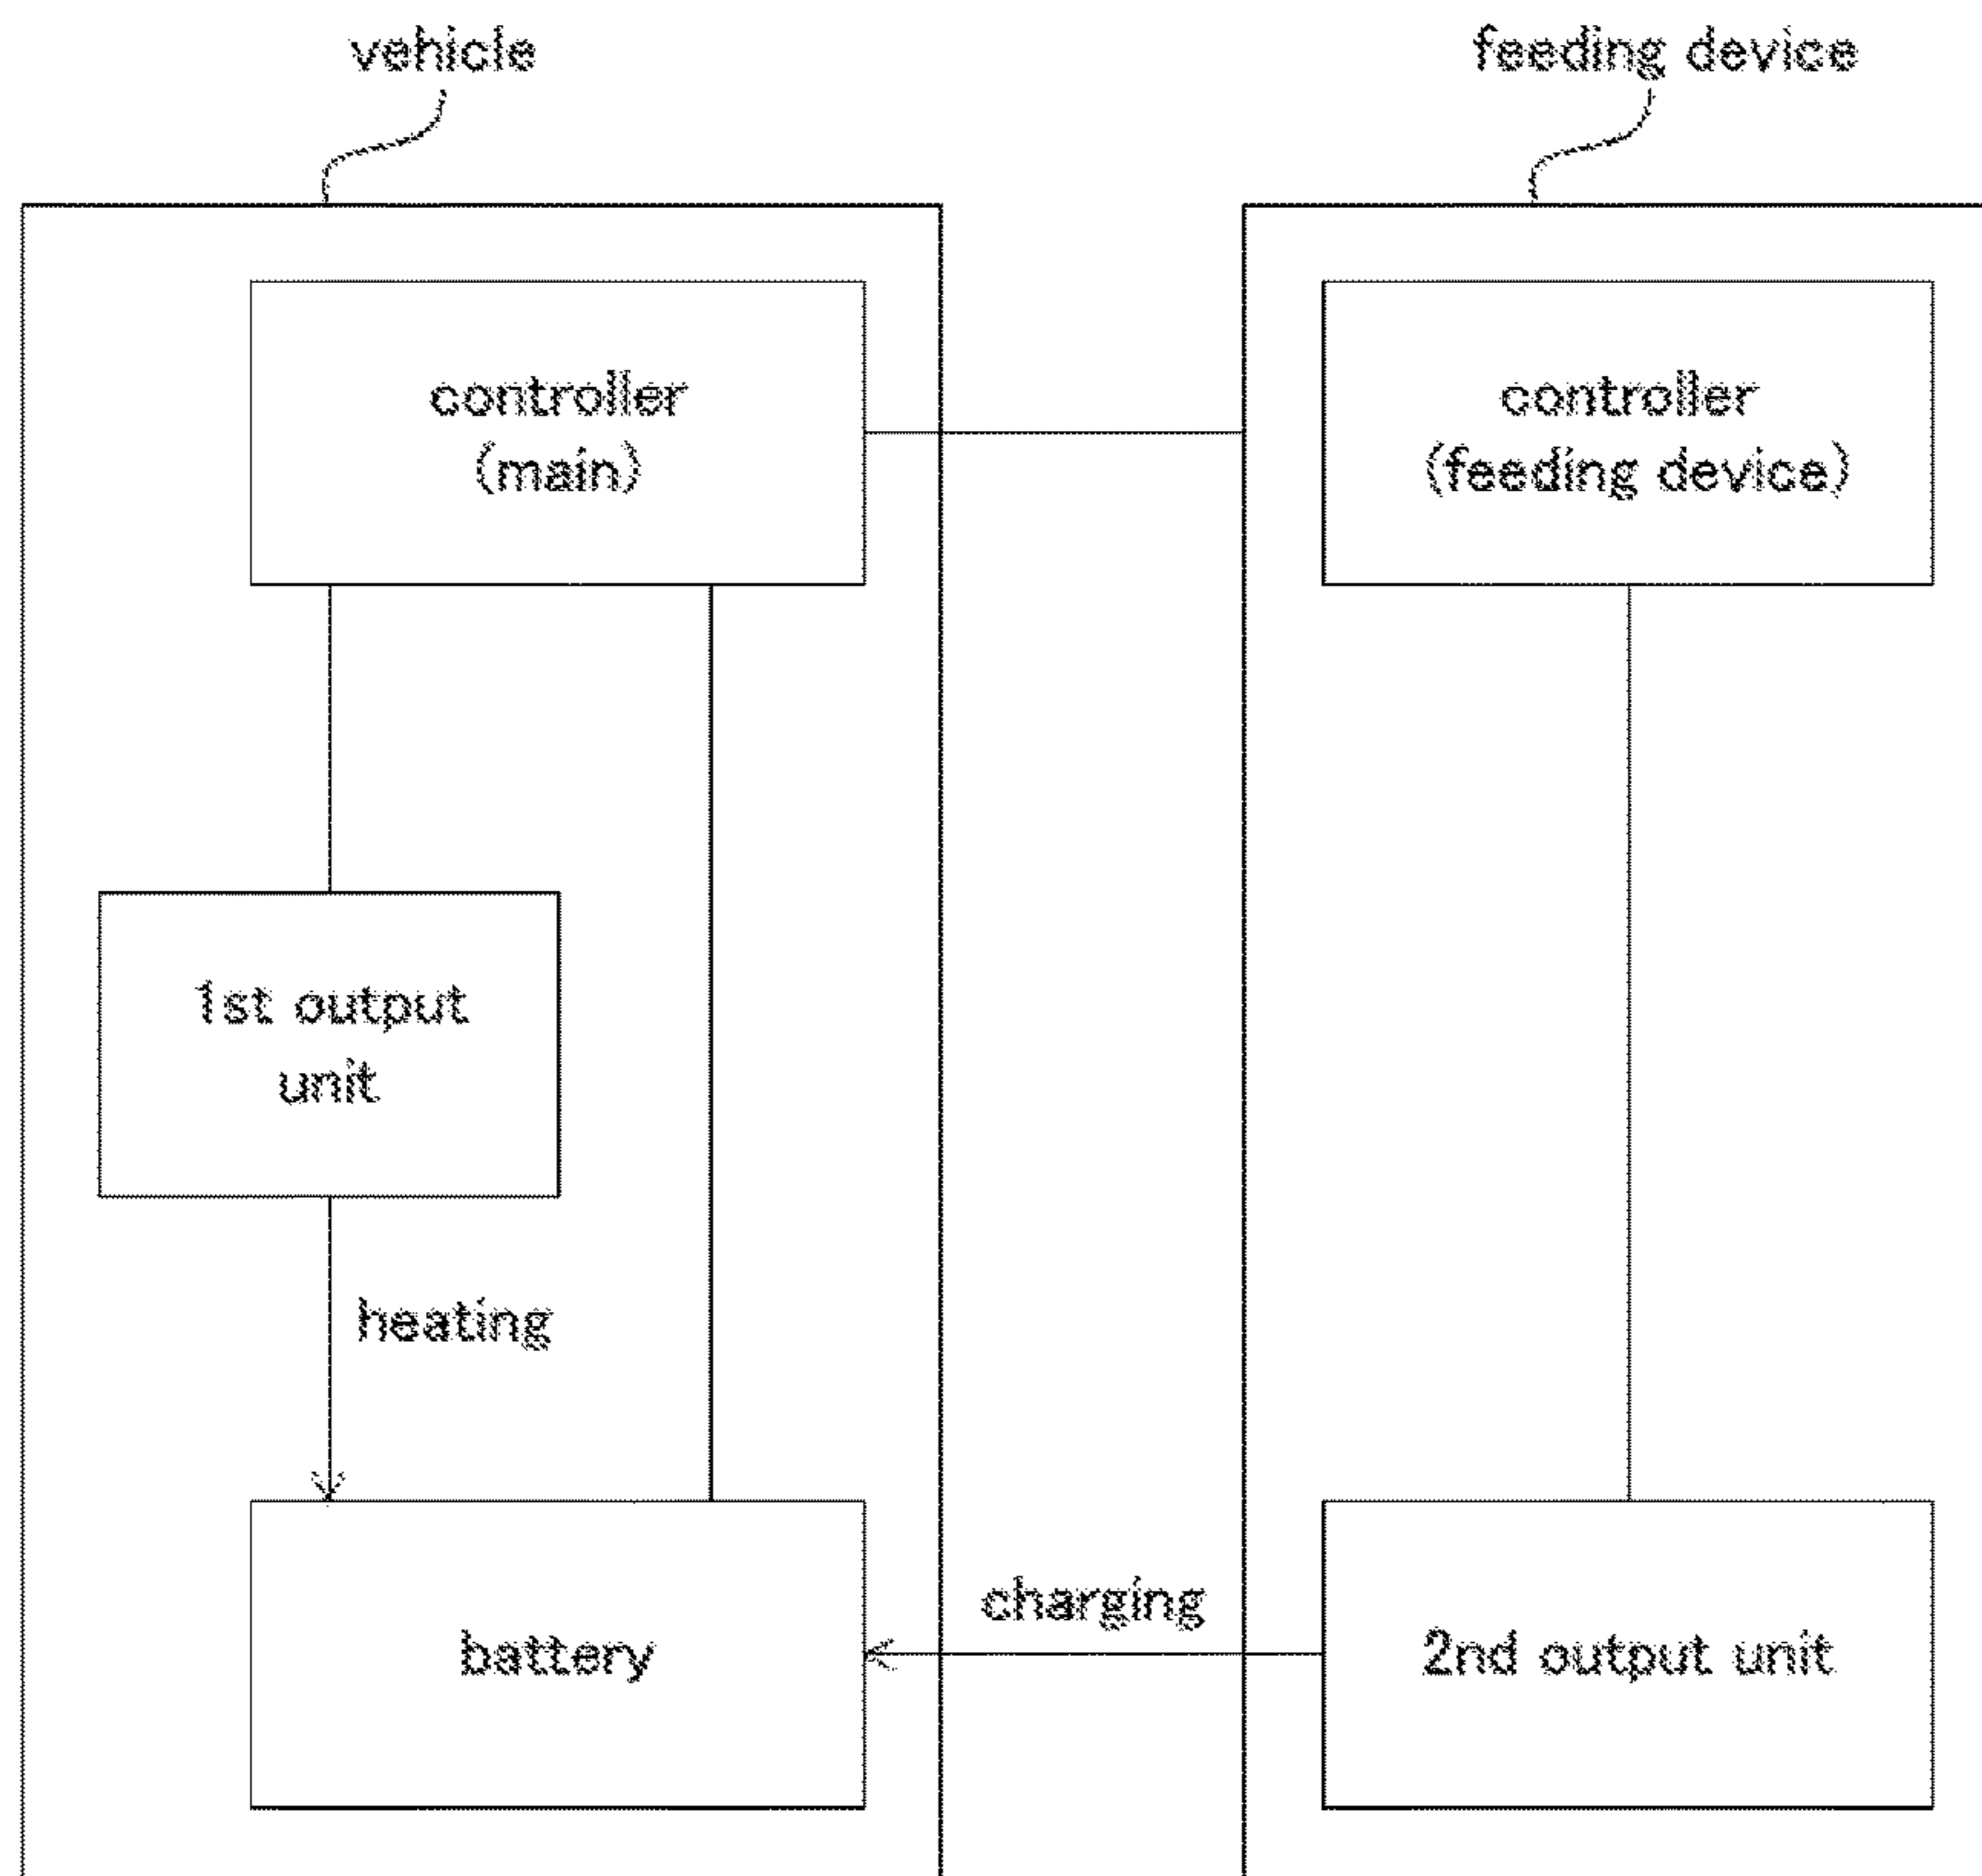 vehicle
feeding device
controller
(main)
controller
(feeding device)
1st output
unit
heating
charging
battery
2nd output unit